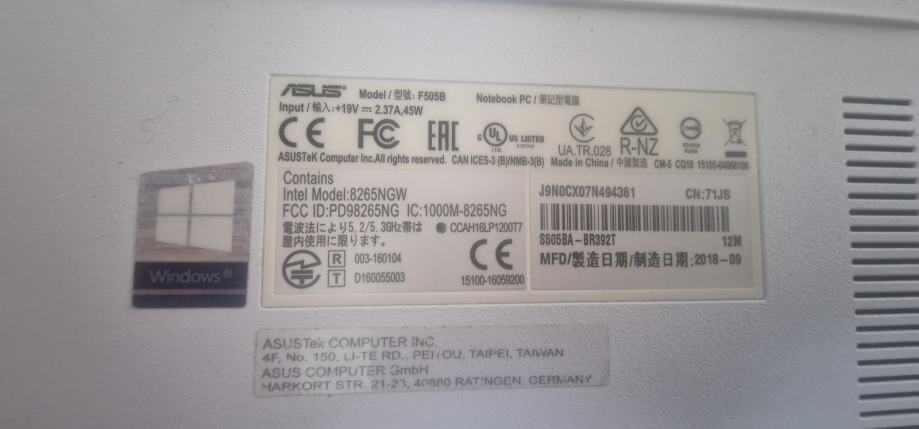 ASUS Model / 型號: F505B Notebook PC / 筆記型電腦
Input / 輸入: +19V ⎓ 2.37A,45W
CE FC EAC C UL US LISTED UA.TR.028 R-NZ
I.T.E.
ASUSTeK Computer Inc.All rights reserved. CAN ICES-3 (B)/NMB-3(B) Made in China / 中國製造 CM-5 CQ10 15105-04866100
Contains
Intel Model:8265NGW
FCC ID:PD98265NG IC:1000M-8265NG
電波法により5.2/5.3GHz帯は
屋内使用に限ります。
CCAH16LP1200T7
R 003-160104
T D160055003
CE
15100-16059200
J9N0CX07N494361 CN:71JS
S505BA-BR392T 12M
MFD/製造日期/制造日期:2018-09
Windows®
ASUSTek COMPUTER INC.
4F, No. 150, LI-TE RD., PEITOU, TAIPEI, TAIWAN
ASUS COMPUTER GmbH
HARKORT STR. 21-23, 40880 RATINGEN, GERMANY